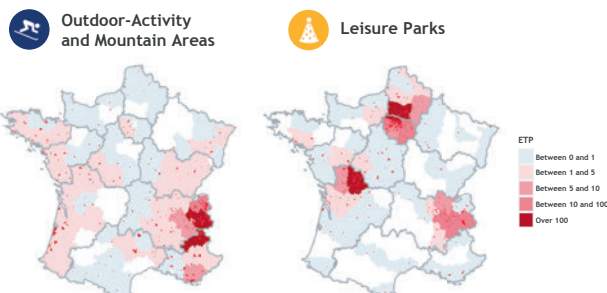 Outdoor-Activity
and Mountain Areas
Leisure Parks
ETP
Between 0 and 1
Between 1 and 5
Between 5 and 10
Between 10 and 100
Over 100